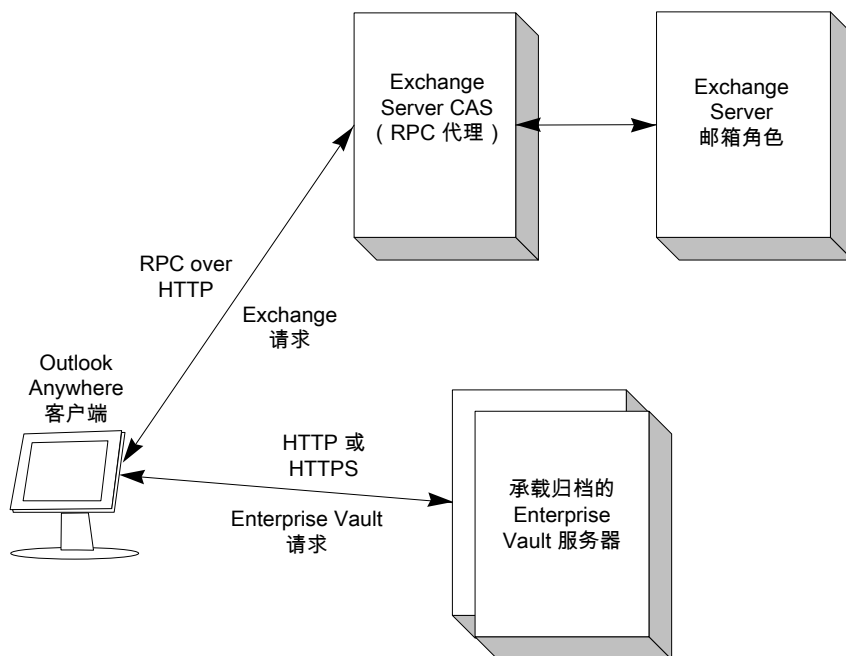 Exchange
Server CAS
（RPC 代理）
Exchange
Server
邮箱角色
RPC over
HTTP
Exchange
请求
Outlook
Anywhere
客户端
HTTP 或
HTTPS
Enterprise Vault
请求
承载归档的
Enterprise
Vault 服务器